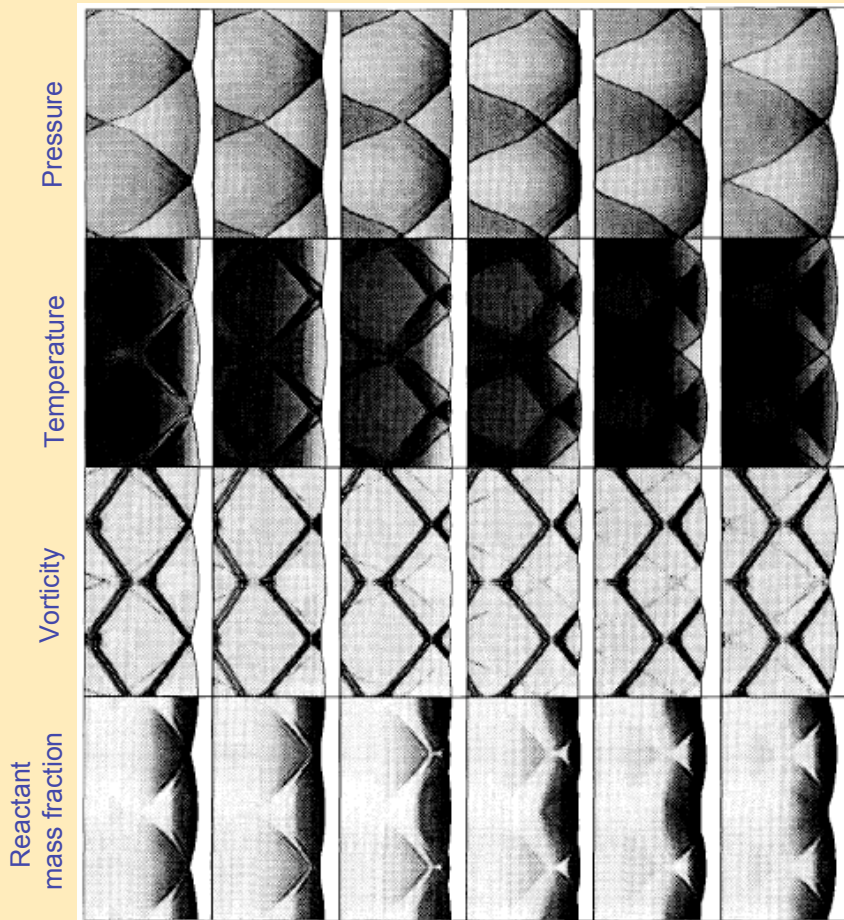 Pressure
Temperature
Vorticity
Reactant
mass fraction